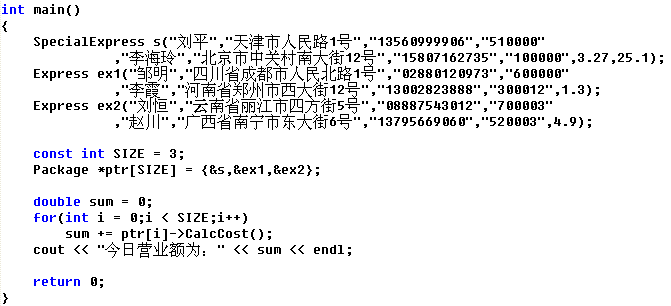 int main()
{
    SpecialExpress s("刘平","天津市人民路1号","13560999906","510000"
            ,"李海玲","北京市中关村南大街12号","15807162735","100000",3.27,25.1);
    Express ex1("邹明","四川省成都市人民北路1号","02880120973","600000"
            ,"李霞","河南省郑州市西大街12号","13002823888","300012",1.3);
    Express ex2("刘恒","云南省丽江市四方街5号","08887543012","700003"
            ,"赵川","广西省南宁市东大街6号","13795669060","520003",4.9);

    const int SIZE = 3;
    Package *ptr[SIZE] = {&s,&ex1,&ex2};

    double sum = 0;
    for(int i = 0;i < SIZE;i++)
        sum += ptr[i]->CalcCost();
    cout << "今日营业额为：" << sum << endl;

    return 0;
}